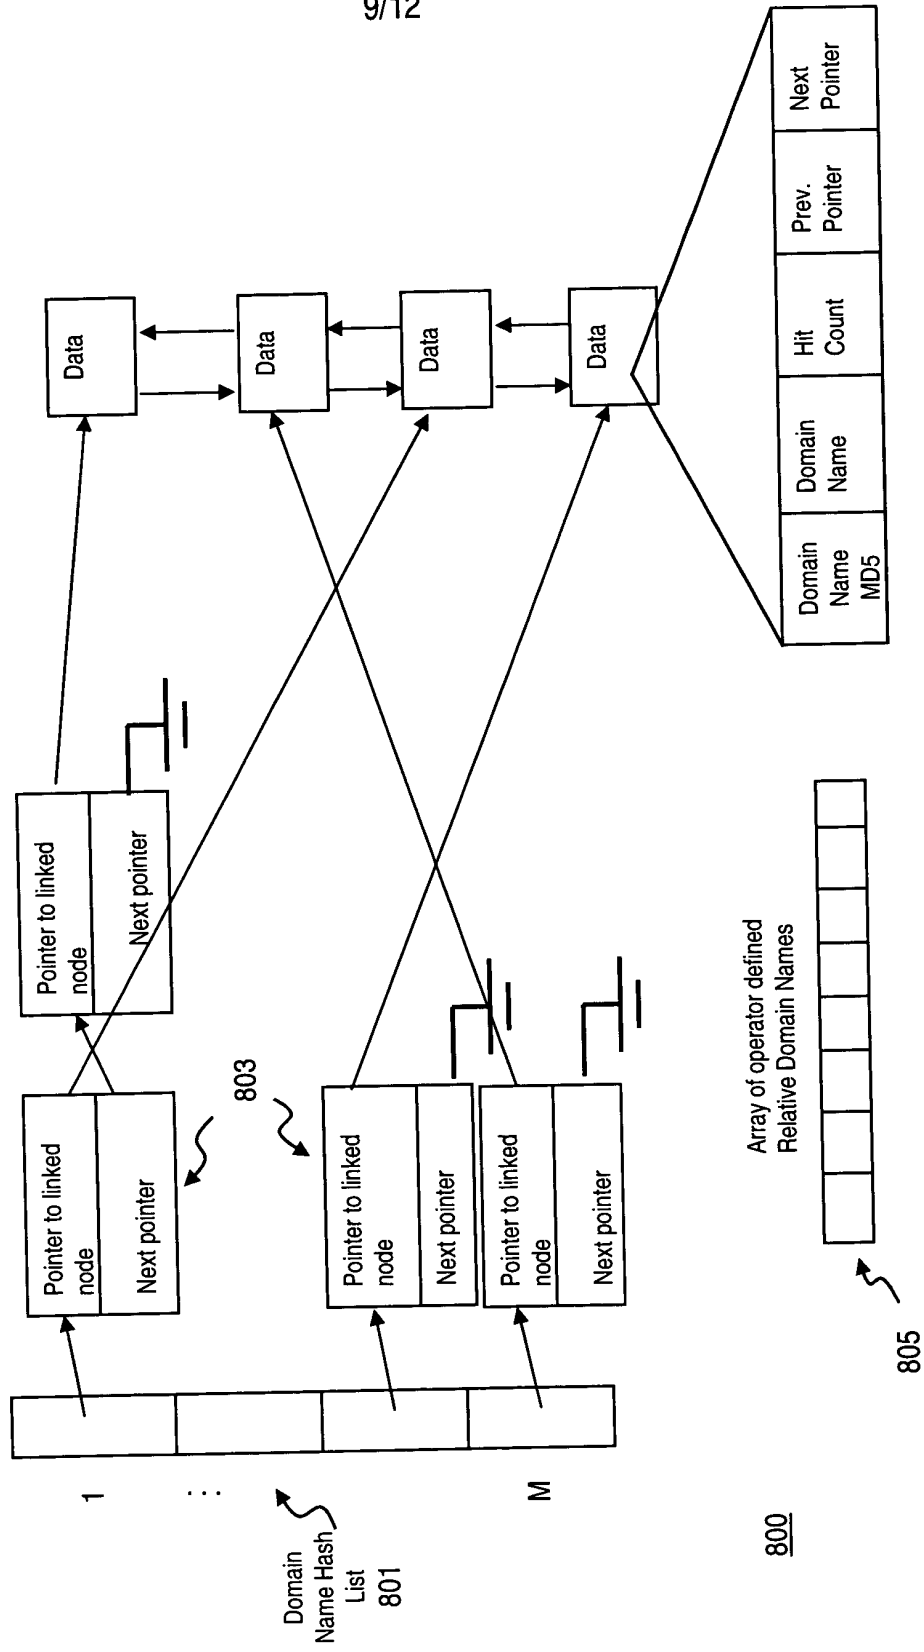 9/12
Domain
Name Hash
List
801
1
...
M
Pointer to linked
node
Next pointer
Pointer to linked
node
Next pointer
803
Pointer to linked
node
Next pointer
Pointer to linked
node
Next pointer
Data
Data
Data
Data
Domain
Name
MD5
Domain
Name
Hit
Count
Prev.
Pointer
Next
Pointer
Array of operator defined
Relative Domain Names
805
800